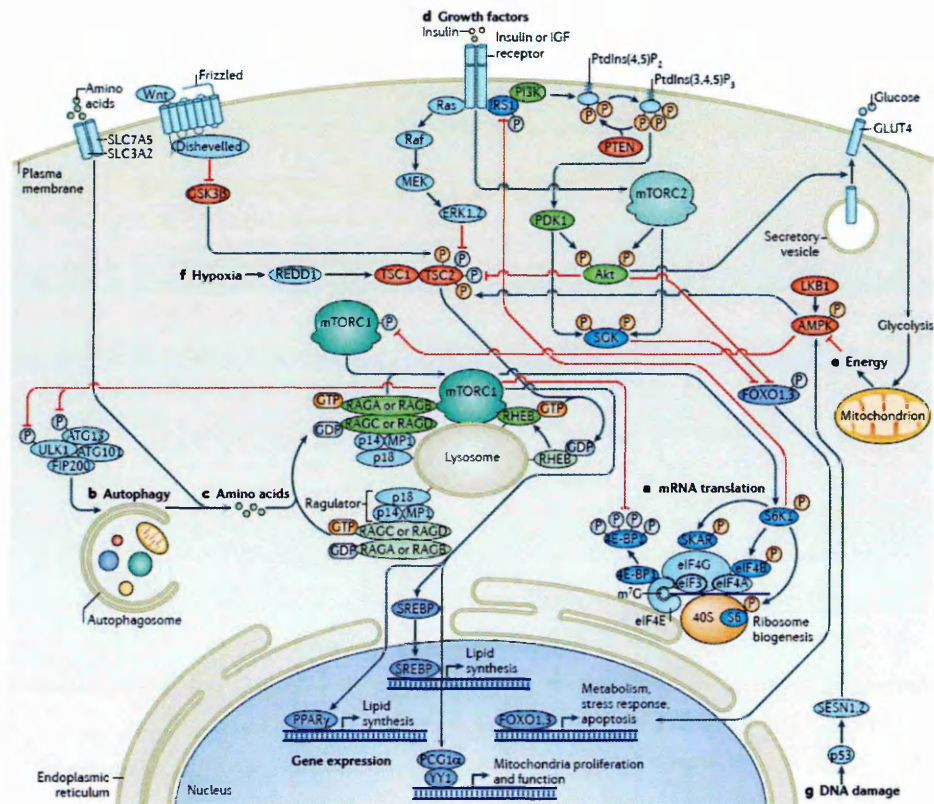 d Growth factors
Insulin
Insulin or IGF
receptor
PtdIns(4,5)P2
PtdIns(3,4,5)P3
Amino
acids
Wnt
Frizzled
Ras
IRS1
PI3K
P
P
P
P
P
P
P
Glucose
GLUT4
SLC7A5
SLC3A2
Dishevelled
Raf
PTEN
Plasma
membrane
GSK3β
MEK
mTORC2
ERK1,2
PDK1
Secretory
vesicle
P
P
P
P
f Hypoxia
REDD1
TSC1
TSC2
P
P
Akt
LKB1
mTORC1
P
P
P
SGK
P
AMPK
Glycolysis
e Energy
mTORC1
FOXO1,3
P
Mitochondrion
GTP
RAGA or RAGB
RHEB
GTP
P
P
ATG13
ULK1
ATG101
FIP200
GDP
RAGC or RAGD
p14
MP1
p18
Lysosome
RHEB
GDP
b Autophagy
c Amino acids
a mRNA translation
Ragulator
p18
p14
MP1
GTP
RAGC or RAGD
GDP
RAGA or RAGB
P
P
P
P
4E-BP1
SKAR
P
S6K1
P
eIF4G
eIF4B
P
4E-BP1
eIF3
eIF4A
m7G
eIF4E
40S
S6
P
Ribosome
biogenesis
Autophagosome
SREBP
SREBP
Lipid
synthesis
PPARγ
Lipid
synthesis
FOXO1,3
Metabolism,
stress response,
apoptosis
SESN1,2
Gene expression
PCG1α
YY1
Mitochondria proliferation
and function
p53
Endoplasmic
reticulum
Nucleus
g DNA damage